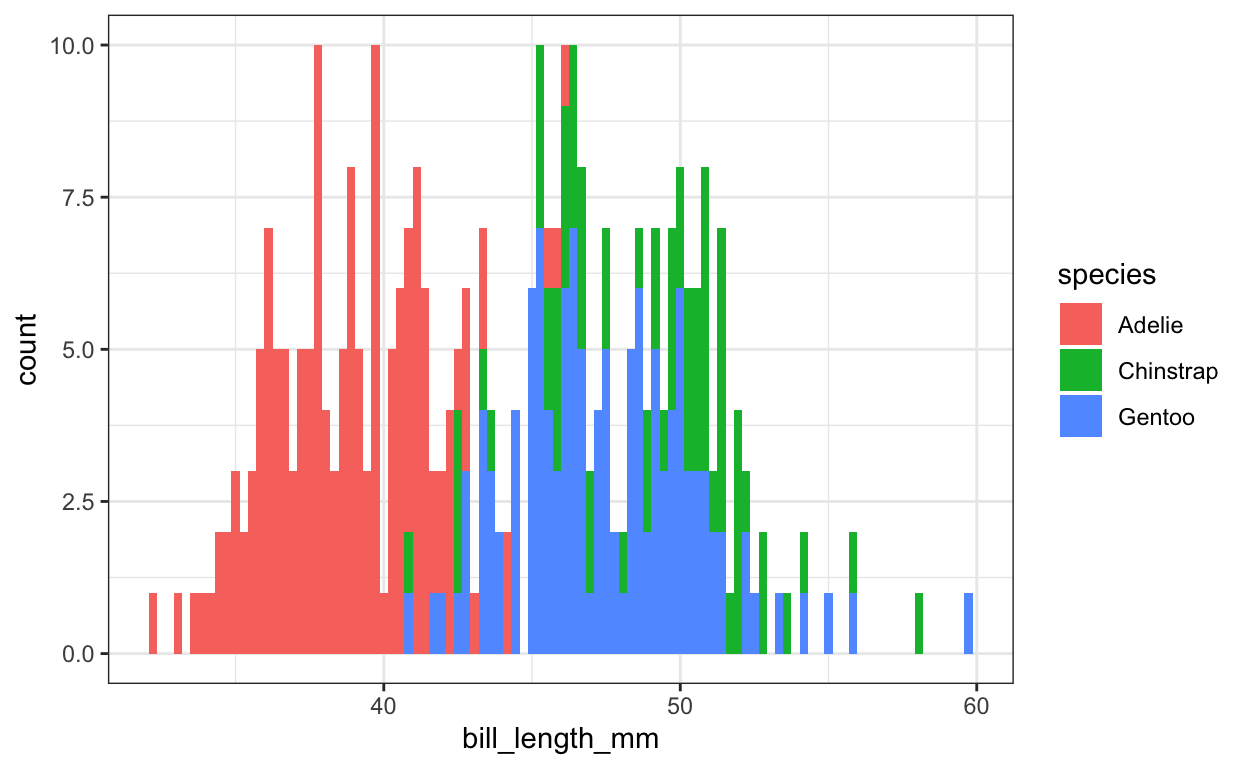 10.0
7.5
5.0
2.5
0.0
count
40 50 60
bill_length_mm
species
Adelie
Chinstrap
Gentoo